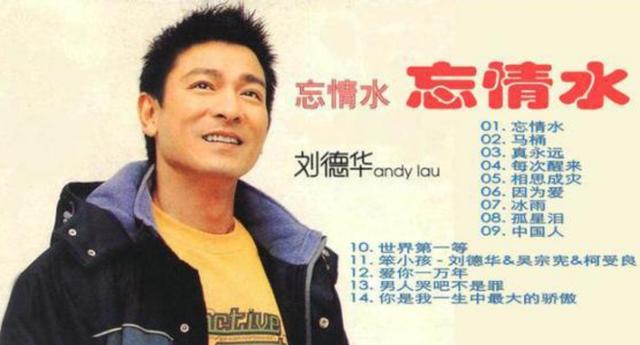 忘情水 忘情水
刘德华andy lau
01. 忘情水
02. 马桶
03. 真永远
04. 每次醒来
05. 相思成灾
06. 因为爱
07. 冰雨
08. 孤星泪
09. 中国人
10. 世界第一等
11. 笨小孩 - 刘德华&吴宗宪&柯受良
12. 爱你一万年
13. 男人哭吧不是罪
14. 你是我一生中最大的骄傲